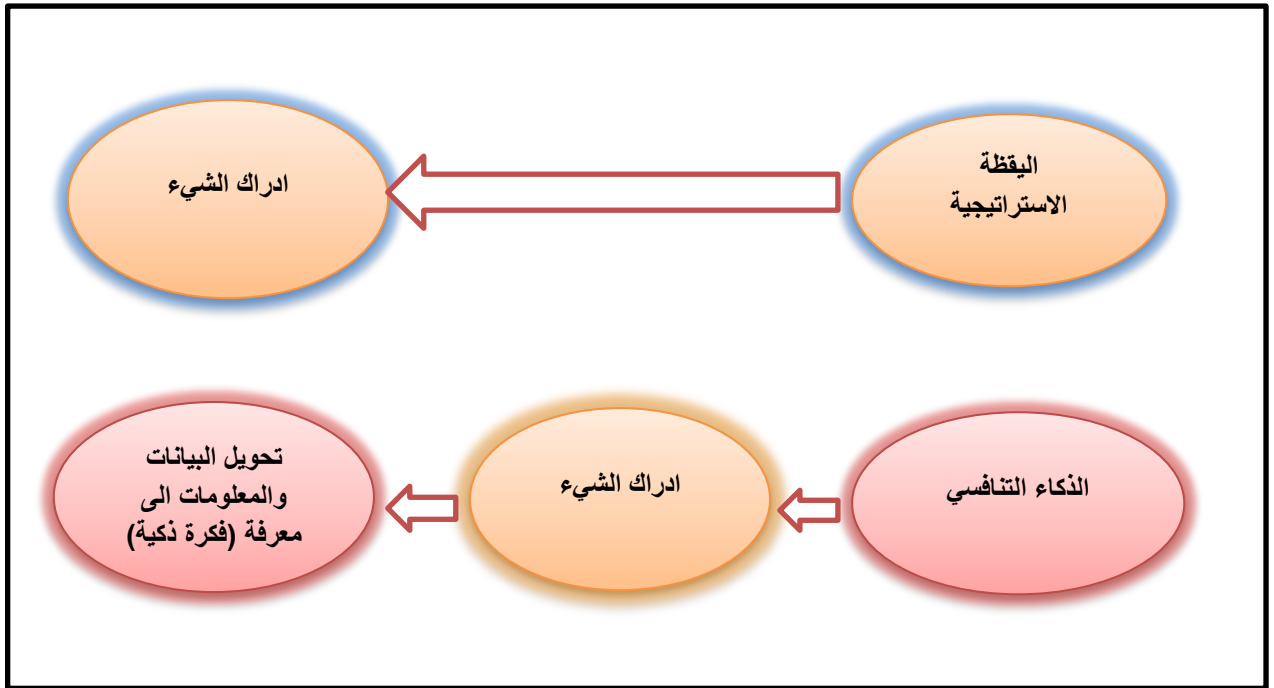 اليقظة
الاستراتيجية
ادراك الشيء
الذكاء التنافسي
ادراك الشيء
تحويل البيانات
والمعلومات الى
معرفة (فكرة ذكية)